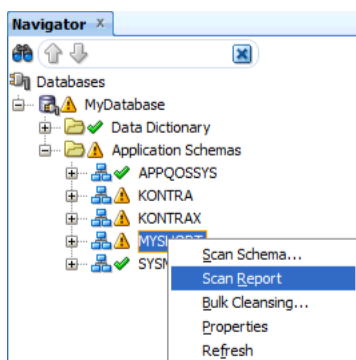 Navigator
Databases
MyDatabase
Data Dictionary
Application Schemas
APPQOSSYS
KONTRA
KONTRAX
Scan Schema...
Scan Report
Bulk Cleansing...
Properties
Refresh